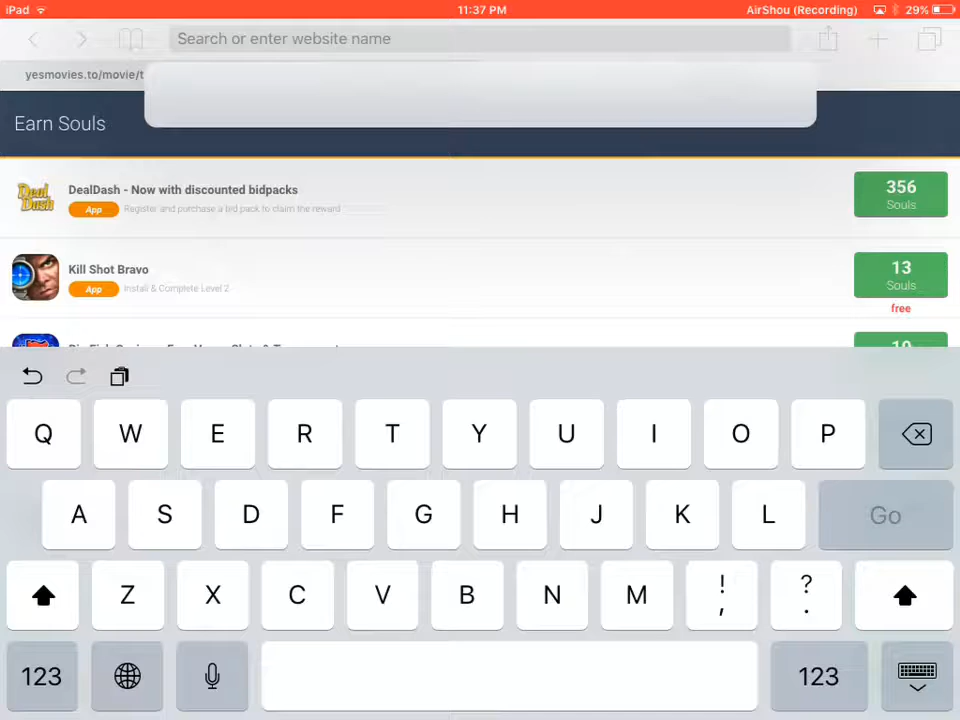 iPad 11:37 PM AirShou (Recording) 29%
Search or enter website name
yesmovies.to/movie/t
Earn Souls
Deal Dash
DealDash - Now with discounted bidpacks
App Register and purchase a bid pack to claim the reward
356
Souls
Kill Shot Bravo
App Install & Complete Level 2
13
Souls
free
Q W E R T Y U I O P
A S D F G H J K L Go
Z X C V B N M ! , ? .
123 123